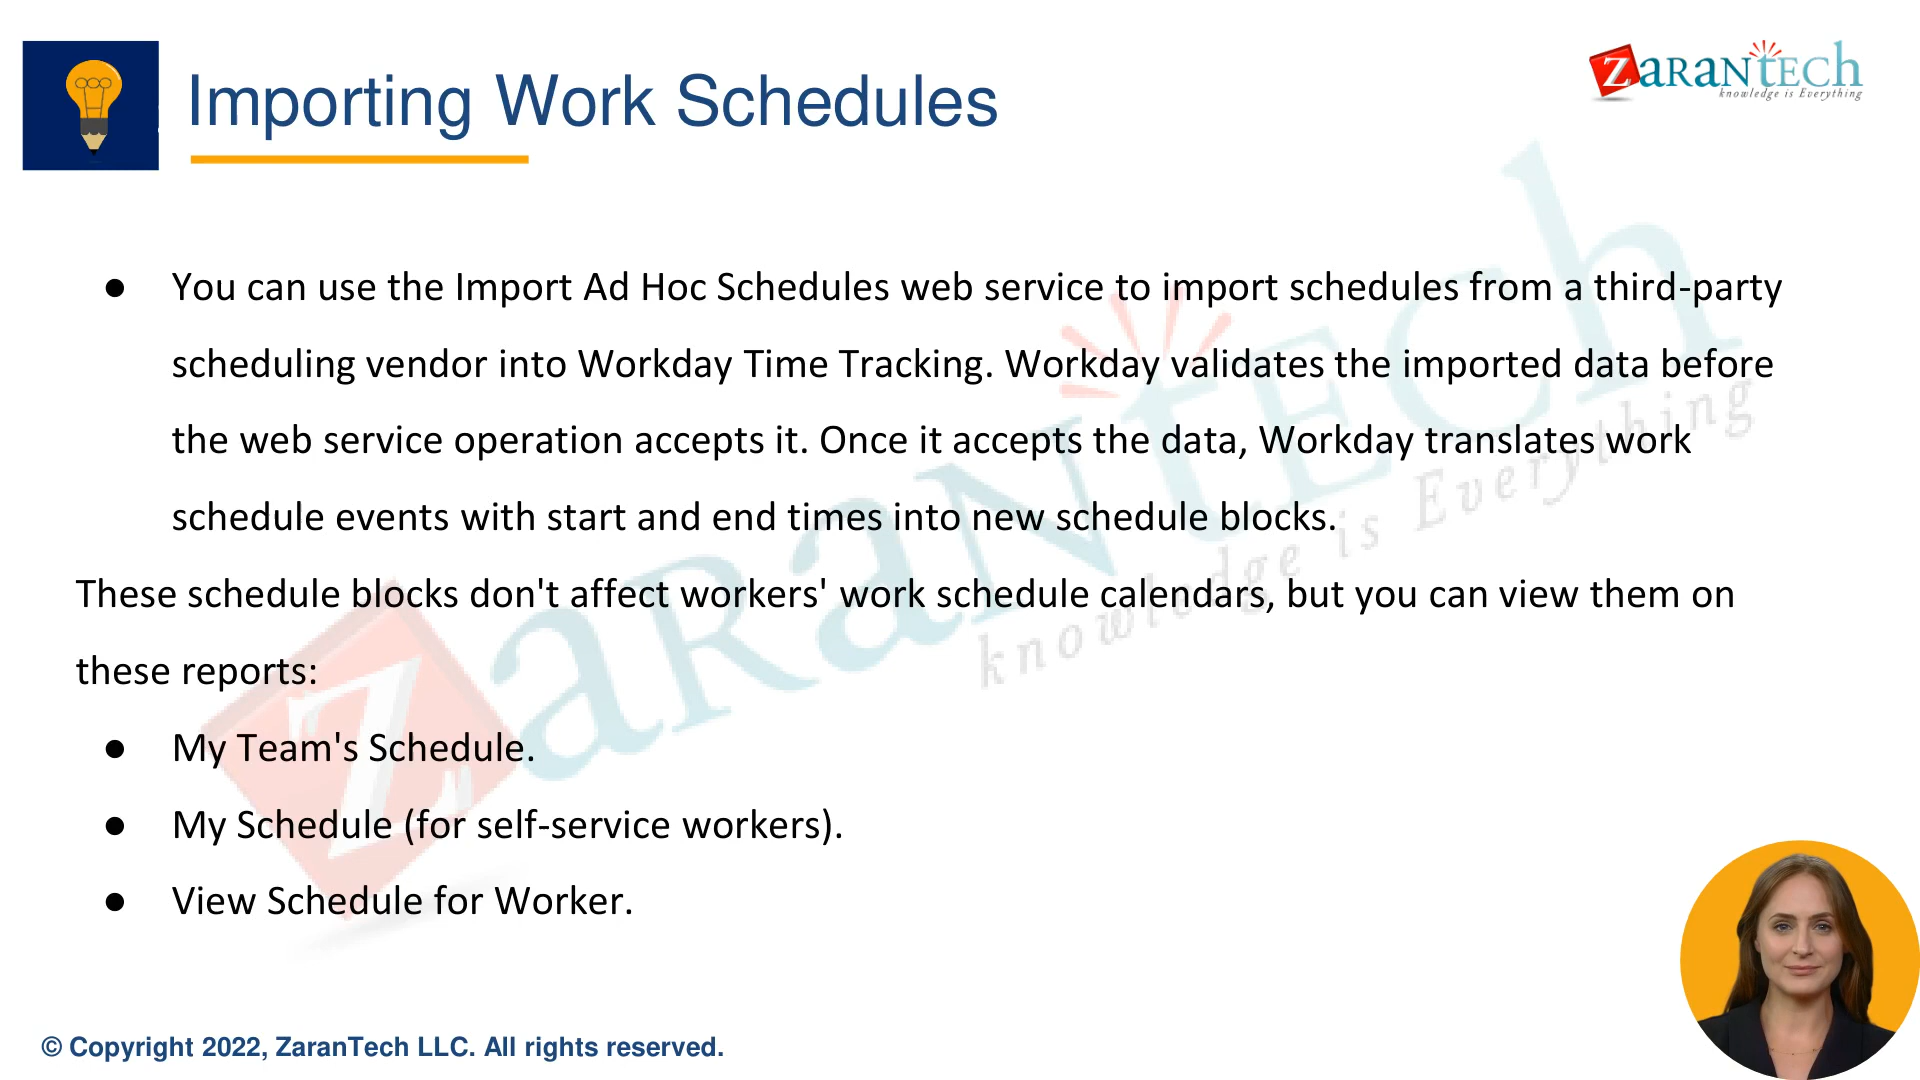 Importing Work Schedules
ZaranTech
knowledge is Everything
● You can use the Import Ad Hoc Schedules web service to import schedules from a third-party
scheduling vendor into Workday Time Tracking. Workday validates the imported data before
the web service operation accepts it. Once it accepts the data, Workday translates work
schedule events with start and end times into new schedule blocks.
These schedule blocks don't affect workers' work schedule calendars, but you can view them on
these reports:
● My Team's Schedule.
● My Schedule (for self-service workers).
● View Schedule for Worker.
ZaranTech
knowledge is Everything
© Copyright 2022, ZaranTech LLC. All rights reserved.